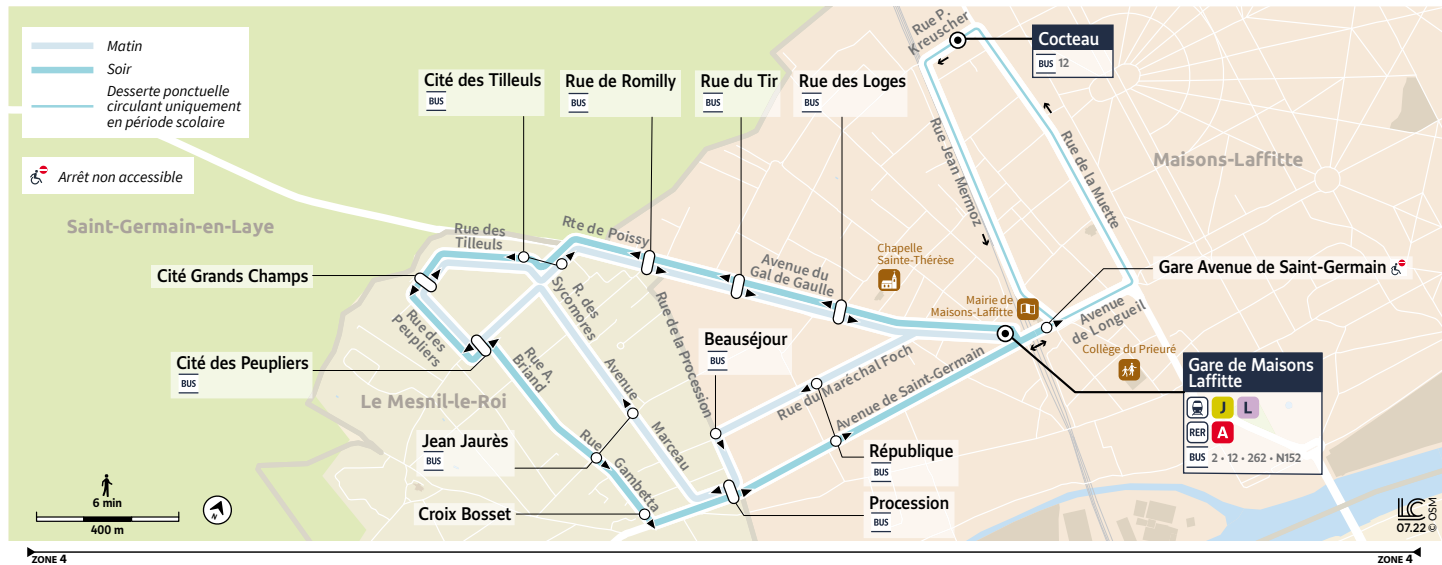 Matin
Soir
Desserte ponctuelle
circulant uniquement
en période scolaire
Arrêt non accessible
Saint-Germain-en-Laye
Maisons-Laffitte
Le Mesnil-le-Roi
Rue P.
Kreuscher
Cocteau
BUS 12
Cité des Tilleuls
BUS
Rue de Romilly
BUS
Rue du Tir
BUS
Rue des Loges
BUS
Rue Jean Mermoz
Rue de la Muette
Rue des
Tilleuls
Rte de Poissy
Avenue du
Gal de Gaulle
Chapelle
Sainte-Thérèse
Mairie de
Maisons-Laffitte
Gare Avenue de Saint-Germain
Avenue
de Longueil
Collège du Prieuré
Cité Grands Champs
Rue des
Peupliers
R. des
Sycomores
Rue de la Procession
Cité des Peupliers
BUS
Rue A.
Briand
Avenue
Marceau
Beauséjour
BUS
Rue du Maréchal Foch
Avenue de Saint-Germain
Gare de Maisons
Laffitte
J L
RER A
BUS 2 • 12 • 262 • N152
Jean Jaurès
BUS
Rue
Gambetta
République
BUS
Croix Bosset
Procession
BUS
6 min
400 m
N
LC
07.22 © OSM
ZONE 4
ZONE 4